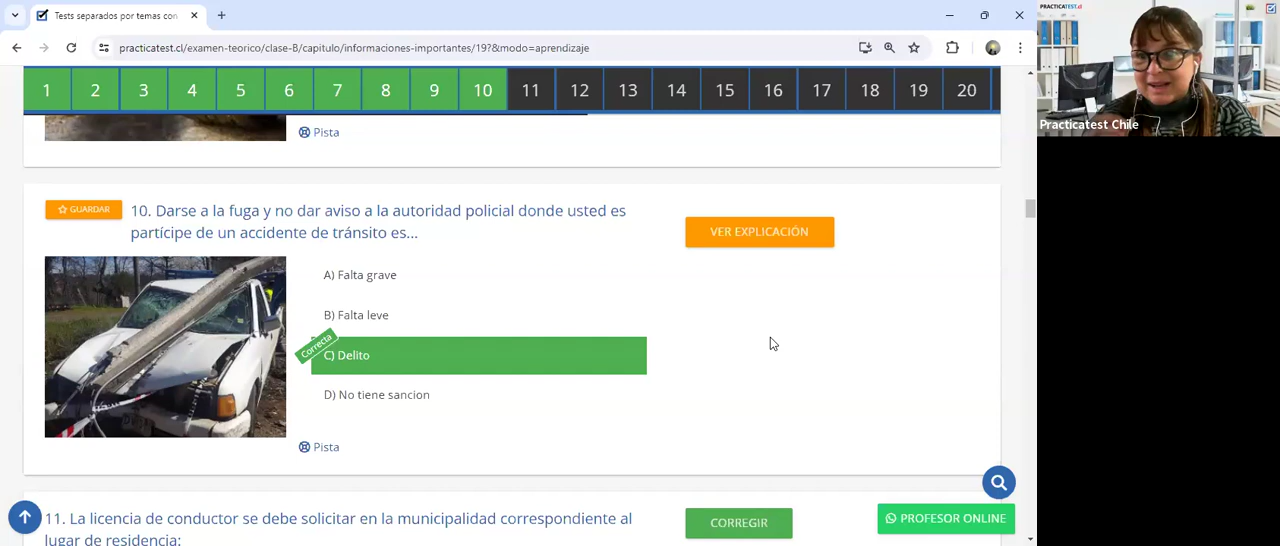 Tests separados por temas con
practicatest.cl/examen-teorico/clase-B/capitulo/informaciones-importantes/19?&modo=aprendizaje
1 2 3 4 5 6 7 8 9 10 11 12 13 14 15 16 17 18 19 20
Pista
GUARDAR
10. Darse a la fuga y no dar aviso a la autoridad policial donde usted es
partícipe de un accidente de tránsito es...
VER EXPLICACIÓN
A) Falta grave
B) Falta leve
Correcta
C) Delito
D) No tiene sancion
Pista
11. La licencia de conductor se debe solicitar en la municipalidad correspondiente al
lugar de residencia:
CORREGIR
PROFESOR ONLINE
PRACTICATEST.cl
Practicatest Chile